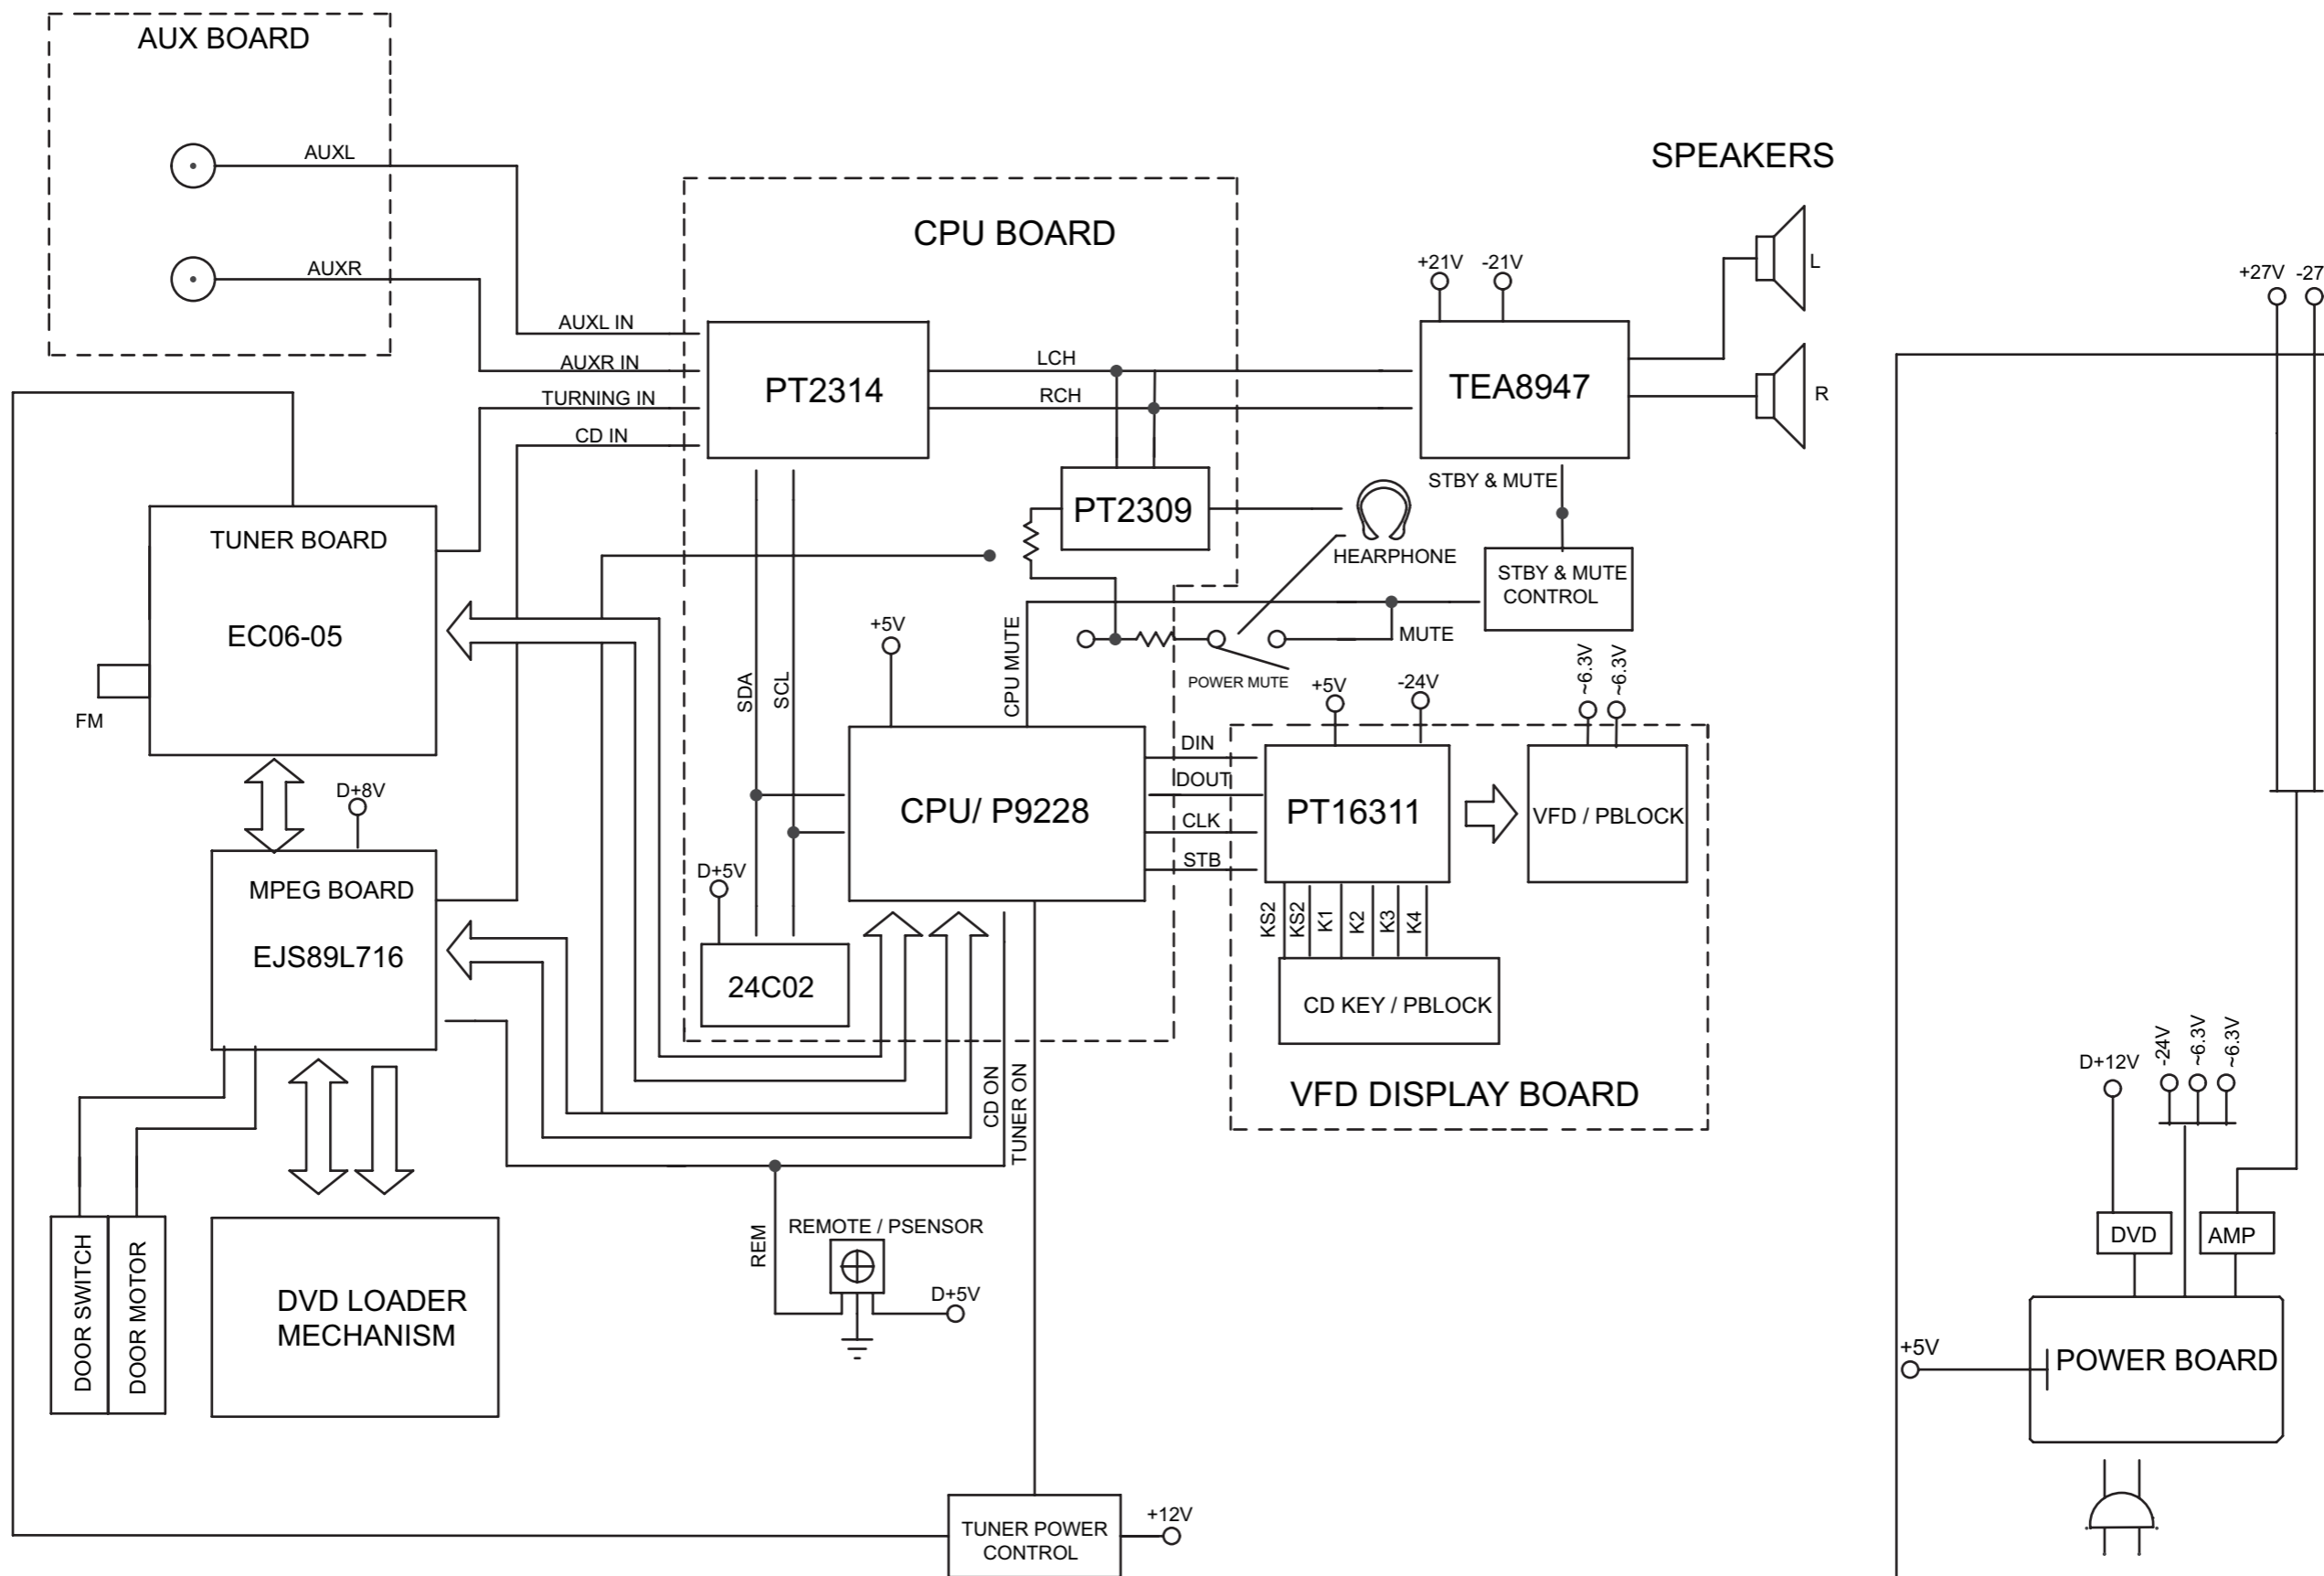 AUX BOARD
AUXL
AUXR
SPEAKERS
CPU BOARD
+21V
-21V
L
+27V
-27
AUXL IN
AUXR IN
TURNING IN
CD IN
PT2314
LCH
RCH
TEA8947
R
PT2309
STBY & MUTE
HEARPHONE
STBY & MUTE
CONTROL
TUNER BOARD
EC06-05
FM
+5V
SDA
SCL
CPU MUTE
MUTE
POWER MUTE
+5V
-24V
~6.3V
~6.3V
D+8V
CPU/ P9228
DIN
DOUT
CLK
STB
PT16311
VFD / PBLOCK
MPEG BOARD
EJS89L716
D+5V
24C02
KS2
KS2
K1
K2
K3
K4
CD KEY / PBLOCK
VFD DISPLAY BOARD
CD ON
TUNER ON
D+12V
-24V
~6.3V
~6.3V
DOOR SWITCH
DOOR MOTOR
DVD LOADER
MECHANISM
REM
REMOTE / PSENSOR
D+5V
DVD
AMP
+5V
POWER BOARD
TUNER POWER
CONTROL
+12V